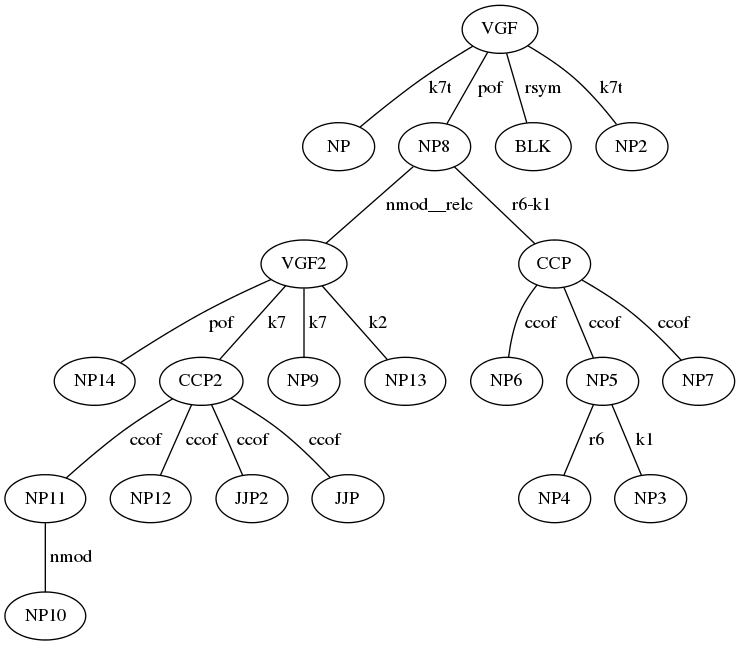 VGF
k7t pof rsym k7t
NP NP8 BLK NP2
nmod__relc r6-k1
VGF2 CCP
pof k7 k7 k2 ccof ccof ccof
NP14 CCP2 NP9 NP13 NP6 NP5 NP7
ccof ccof ccof ccof r6 k1
NP11 NP12 JJP2 JJP NP4 NP3
nmod
NP10